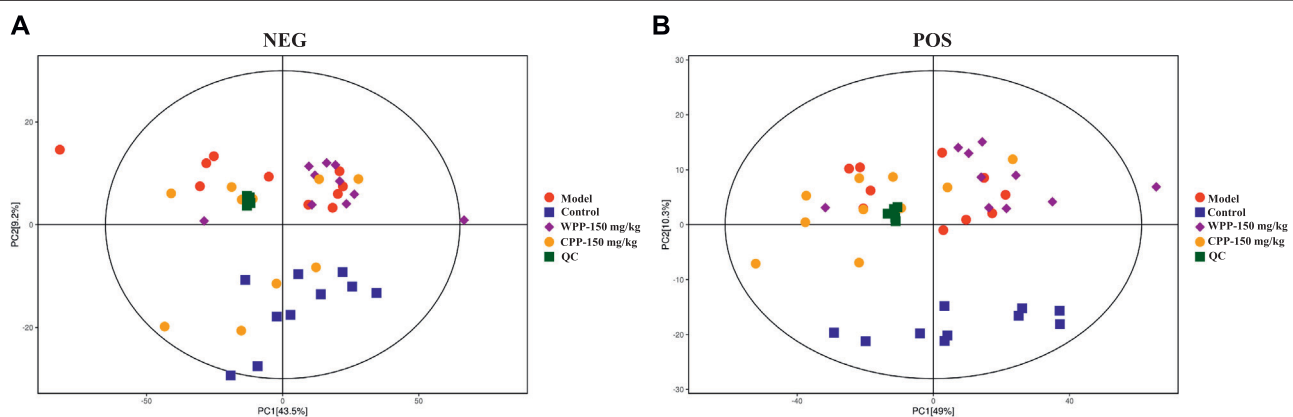 A
NEG
20
0
-20
PC2[9.2%]
-50
0
50
PC1[43.5%]
Model
Control
WPP-150 mg/kg
CPP-150 mg/kg
QC
B
POS
30
20
10
0
-10
-20
-30
PC2[10.3%]
-40
0
40
PC1[49%]
Model
Control
WPP-150 mg/kg
CPP-150 mg/kg
QC